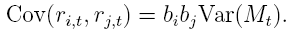 Cov(r_{i,t}, r_{j,t}) = b_i b_j Var(M_t).